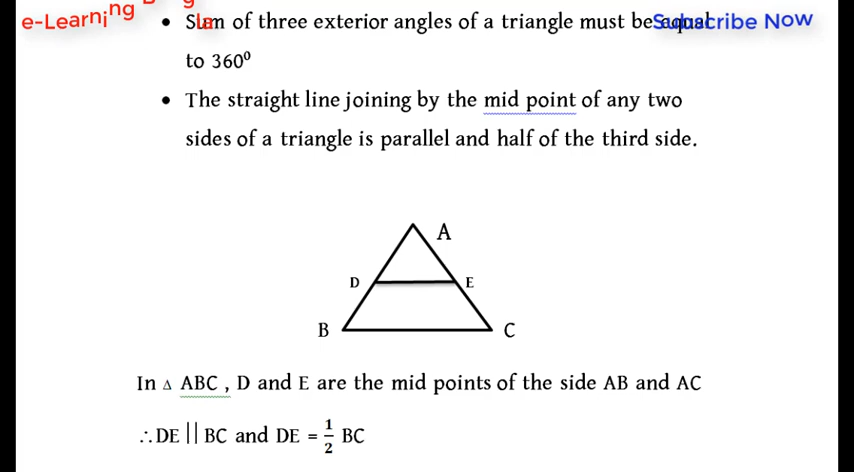 e-Learning
Subscribe Now
• Sum of three exterior angles of a triangle must be equal
to 360⁰
• The straight line joining by the mid point of any two
sides of a triangle is parallel and half of the third side.
A
D E
B C
In △ ABC , D and E are the mid points of the side AB and AC
∴DE || BC and DE = 1/2 BC